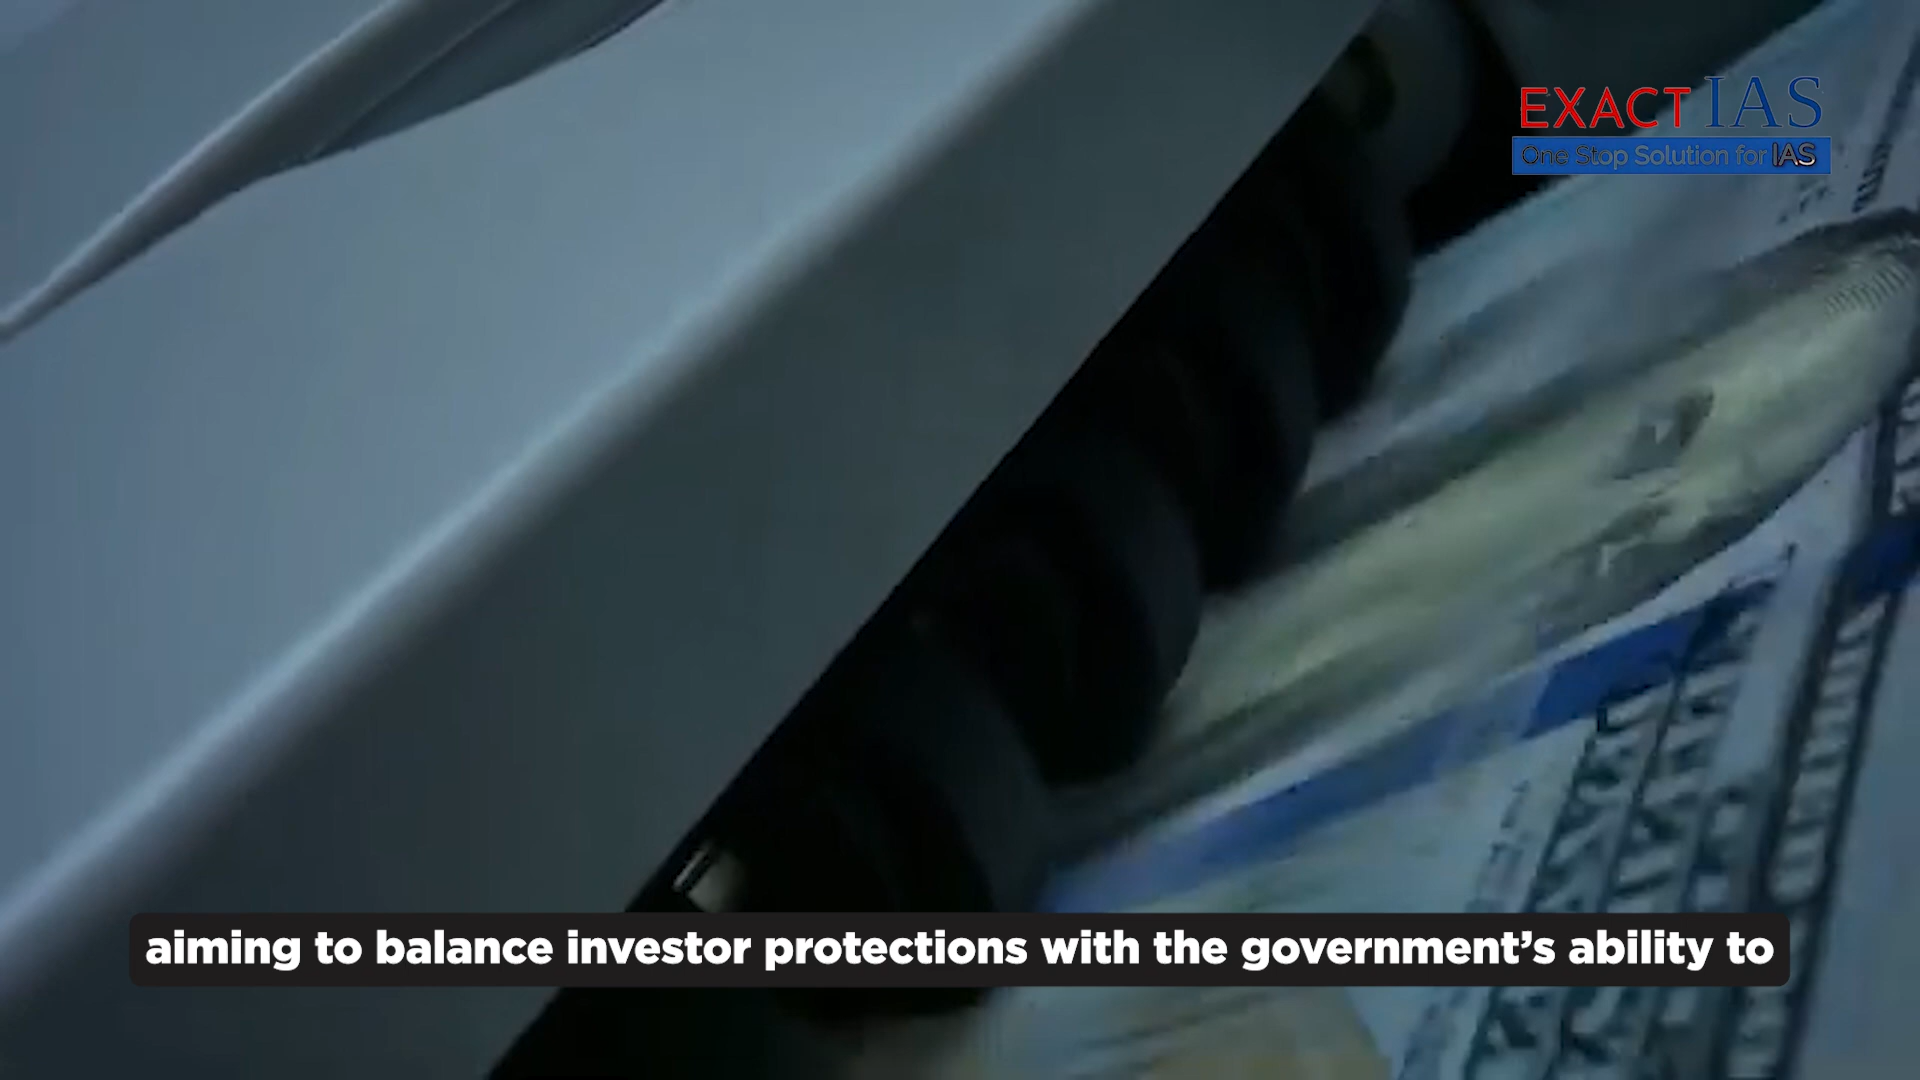 EXACT IAS
One Stop Solution for IAS
aiming to balance investor protections with the government's ability to